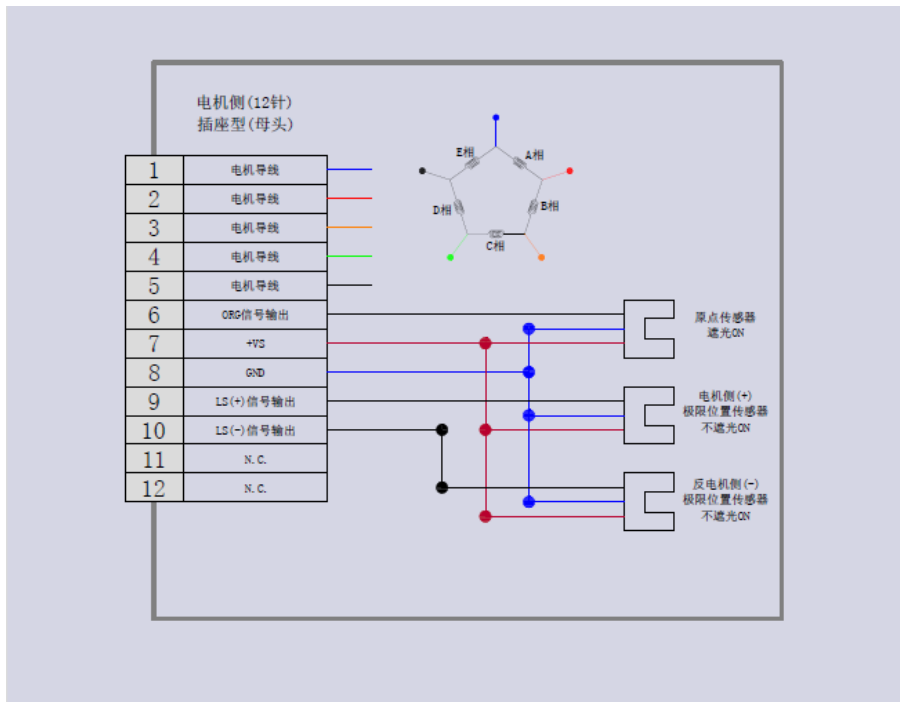 电机侧(12针)
插座型(母头)
1 电机导线
2 电机导线
3 电机导线
4 电机导线
5 电机导线
6 ORG信号输出
7 +VS
8 GND
9 LS(+)信号输出
10 LS(-)信号输出
11 N.C.
12 N.C.
E相
A相
D相
B相
C相
原点传感器
遮光ON
电机侧(+)
极限位置传感器
不遮光ON
反电机侧(-)
极限位置传感器
不遮光ON